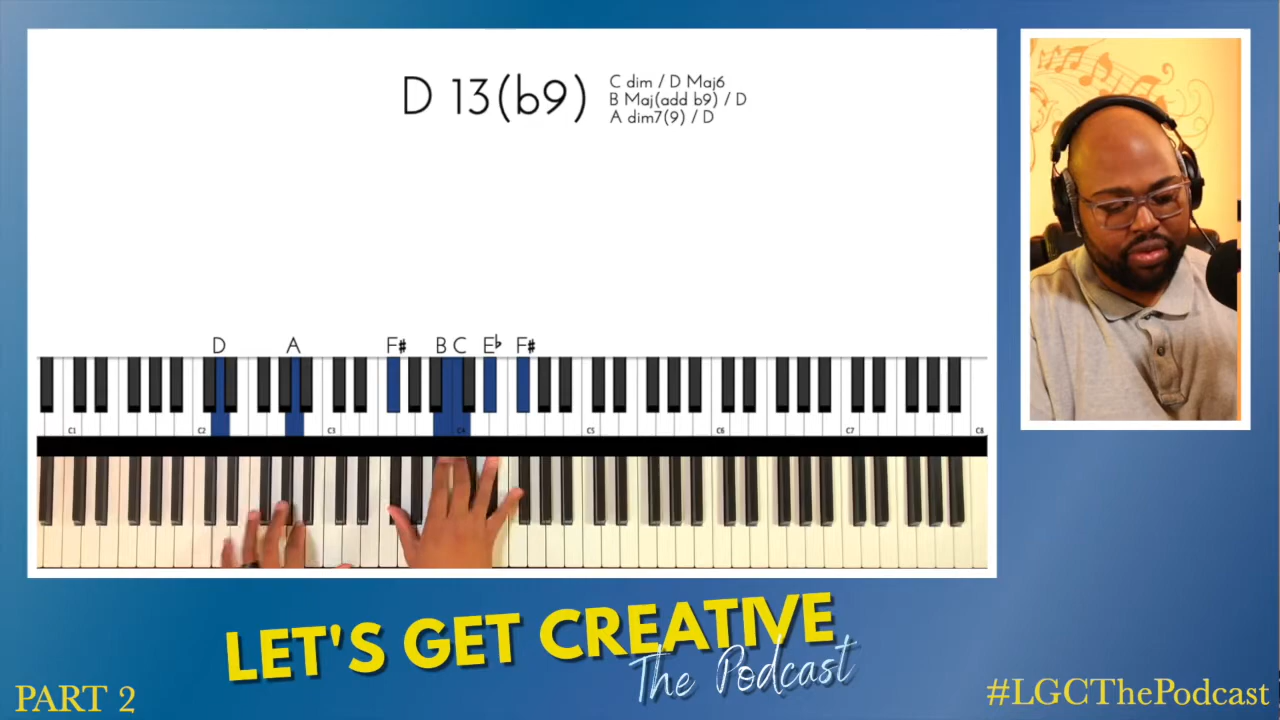 D 13(b9)
C dim / D Maj6
B Maj(add b9) / D
A dim7(9) / D
D A F# B C E♭ F#
C1 C2 C3 C4 C5 C6 C7 C8
LET'S GET CREATIVE
The Podcast
PART 2
#LGCThePodcast